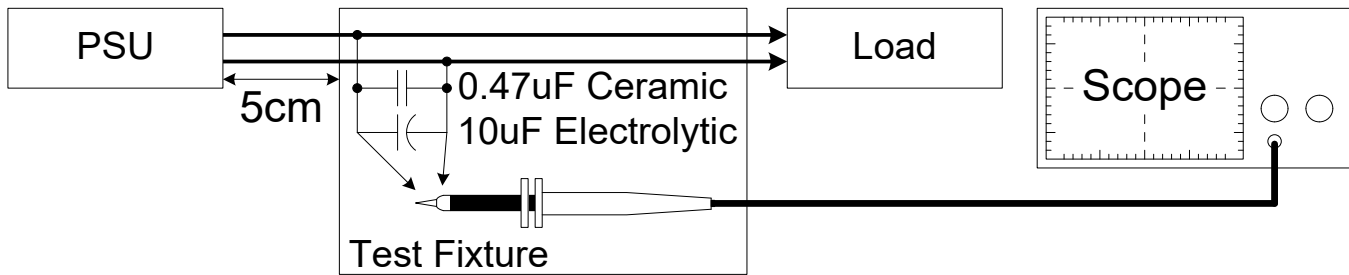 PSU
Load
Scope
5cm
0.47uF Ceramic
10uF Electrolytic
Test Fixture